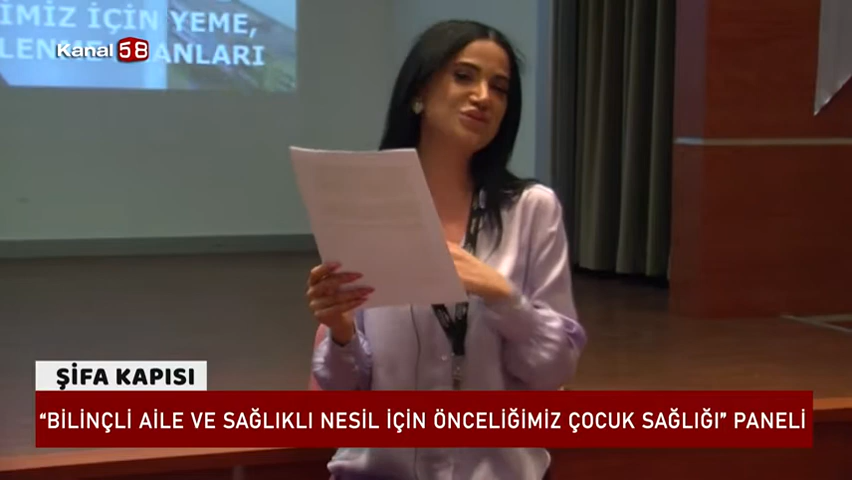 İMİZ İÇİN YEME,
Kanal 58
ANLARI
ŞİFA KAPISI
“BİLİNÇLİ AİLE VE SAĞLIKLI NESİL İÇİN ÖNCELİĞİMİZ ÇOCUK SAĞLIĞI” PANELİ